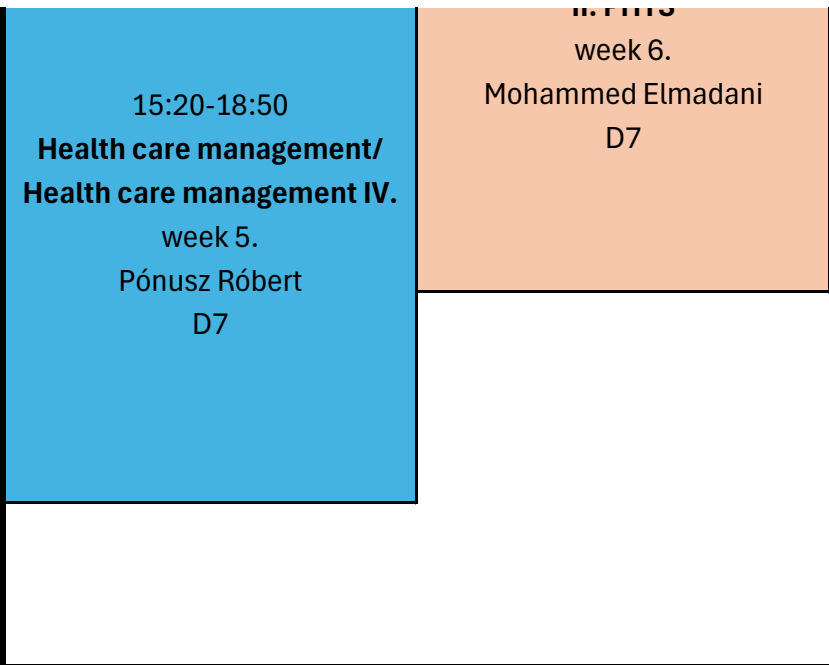 15:20-18:50
Health care management/
Health care management IV.
week 5.
Pónusz Róbert
D7
week 6.
Mohammed Elmadani
D7